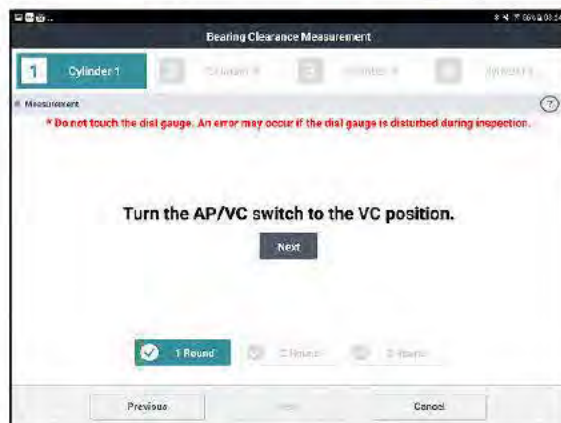 Bearing Clearance Measurement
1 Cylinder 1
Measurement ?
* Do not touch the dial gauge. An error may occur if the dial gauge is disturbed during inspection.
Turn the AP/VC switch to the VC position.
Next
1 Round 2 Round
Previous Cancel